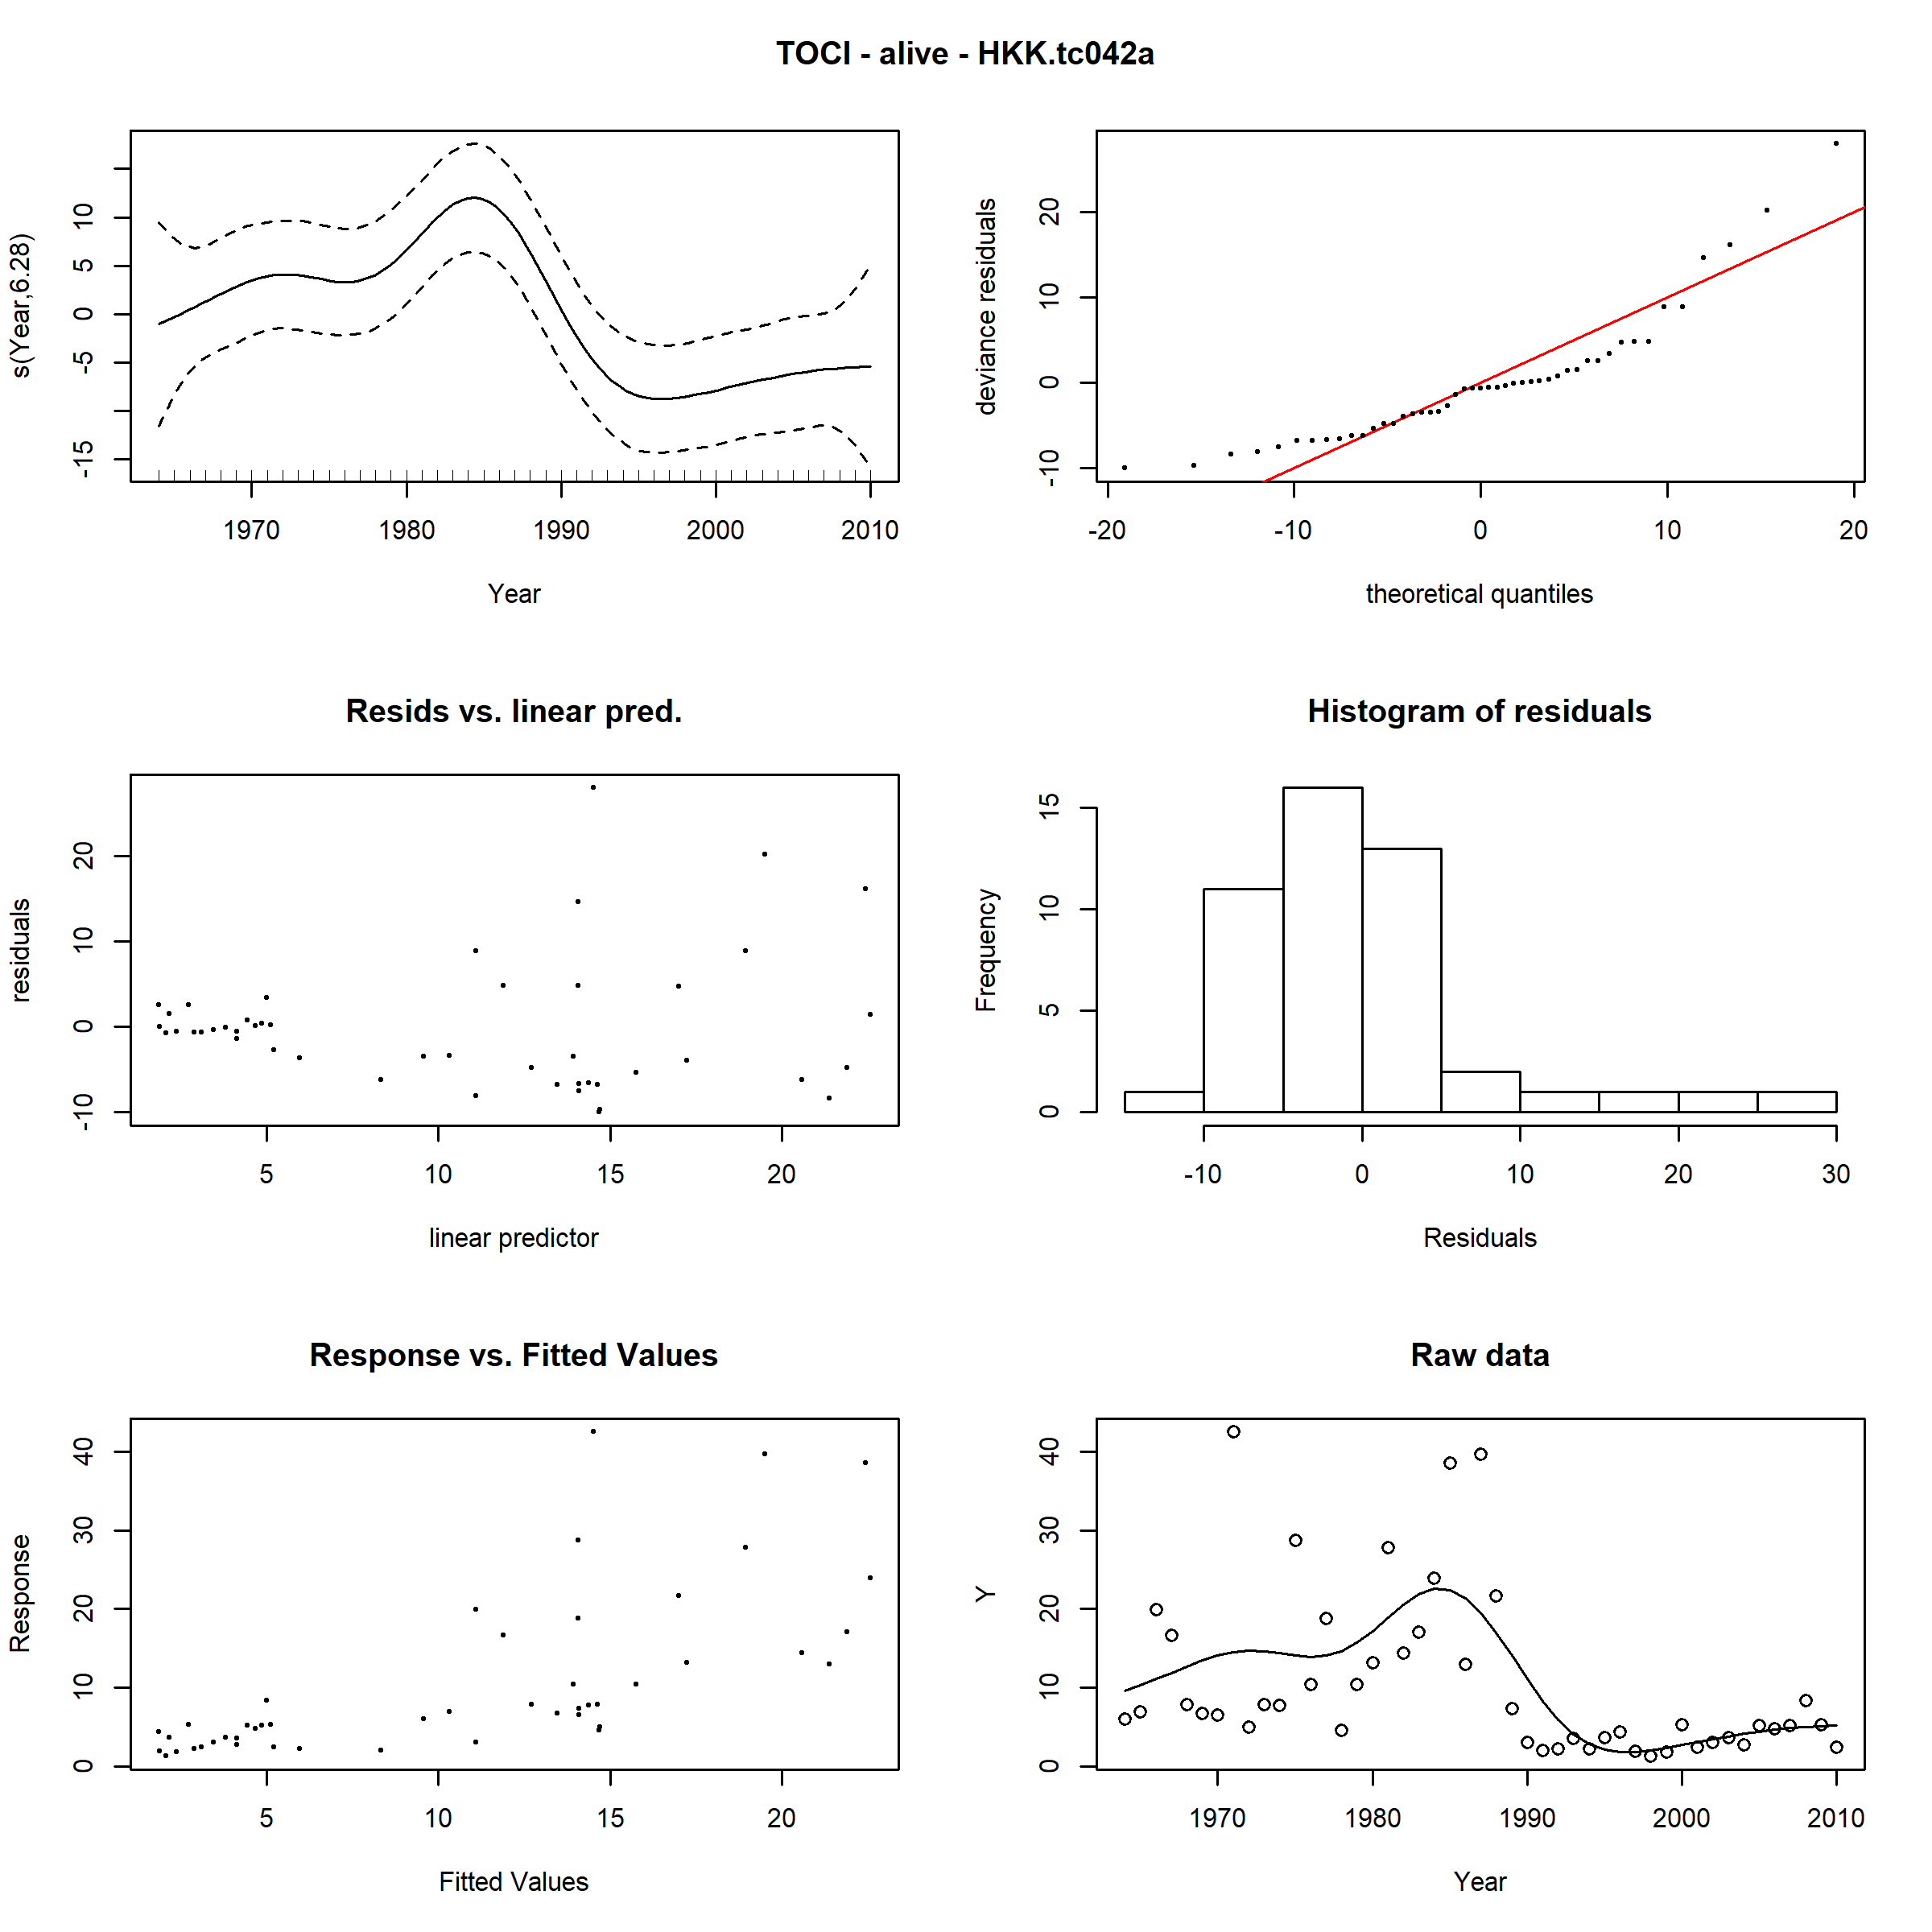 TOCI - alive - HKK.tc042a
s(Year,6.28)
-15 -5 0 5 10
1970 1980 1990 2000 2010
Year
deviance residuals
-10 0 10 20
-20 -10 0 10 20
theoretical quantiles
Resids vs. linear pred.
residuals
-10 0 10 20
5 10 15 20
linear predictor
Histogram of residuals
Frequency
0 5 10 15
-10 0 10 20 30
Residuals
Response vs. Fitted Values
Response
0 10 20 30 40
5 10 15 20
Fitted Values
Raw data
Y
0 10 20 30 40
1970 1980 1990 2000 2010
Year